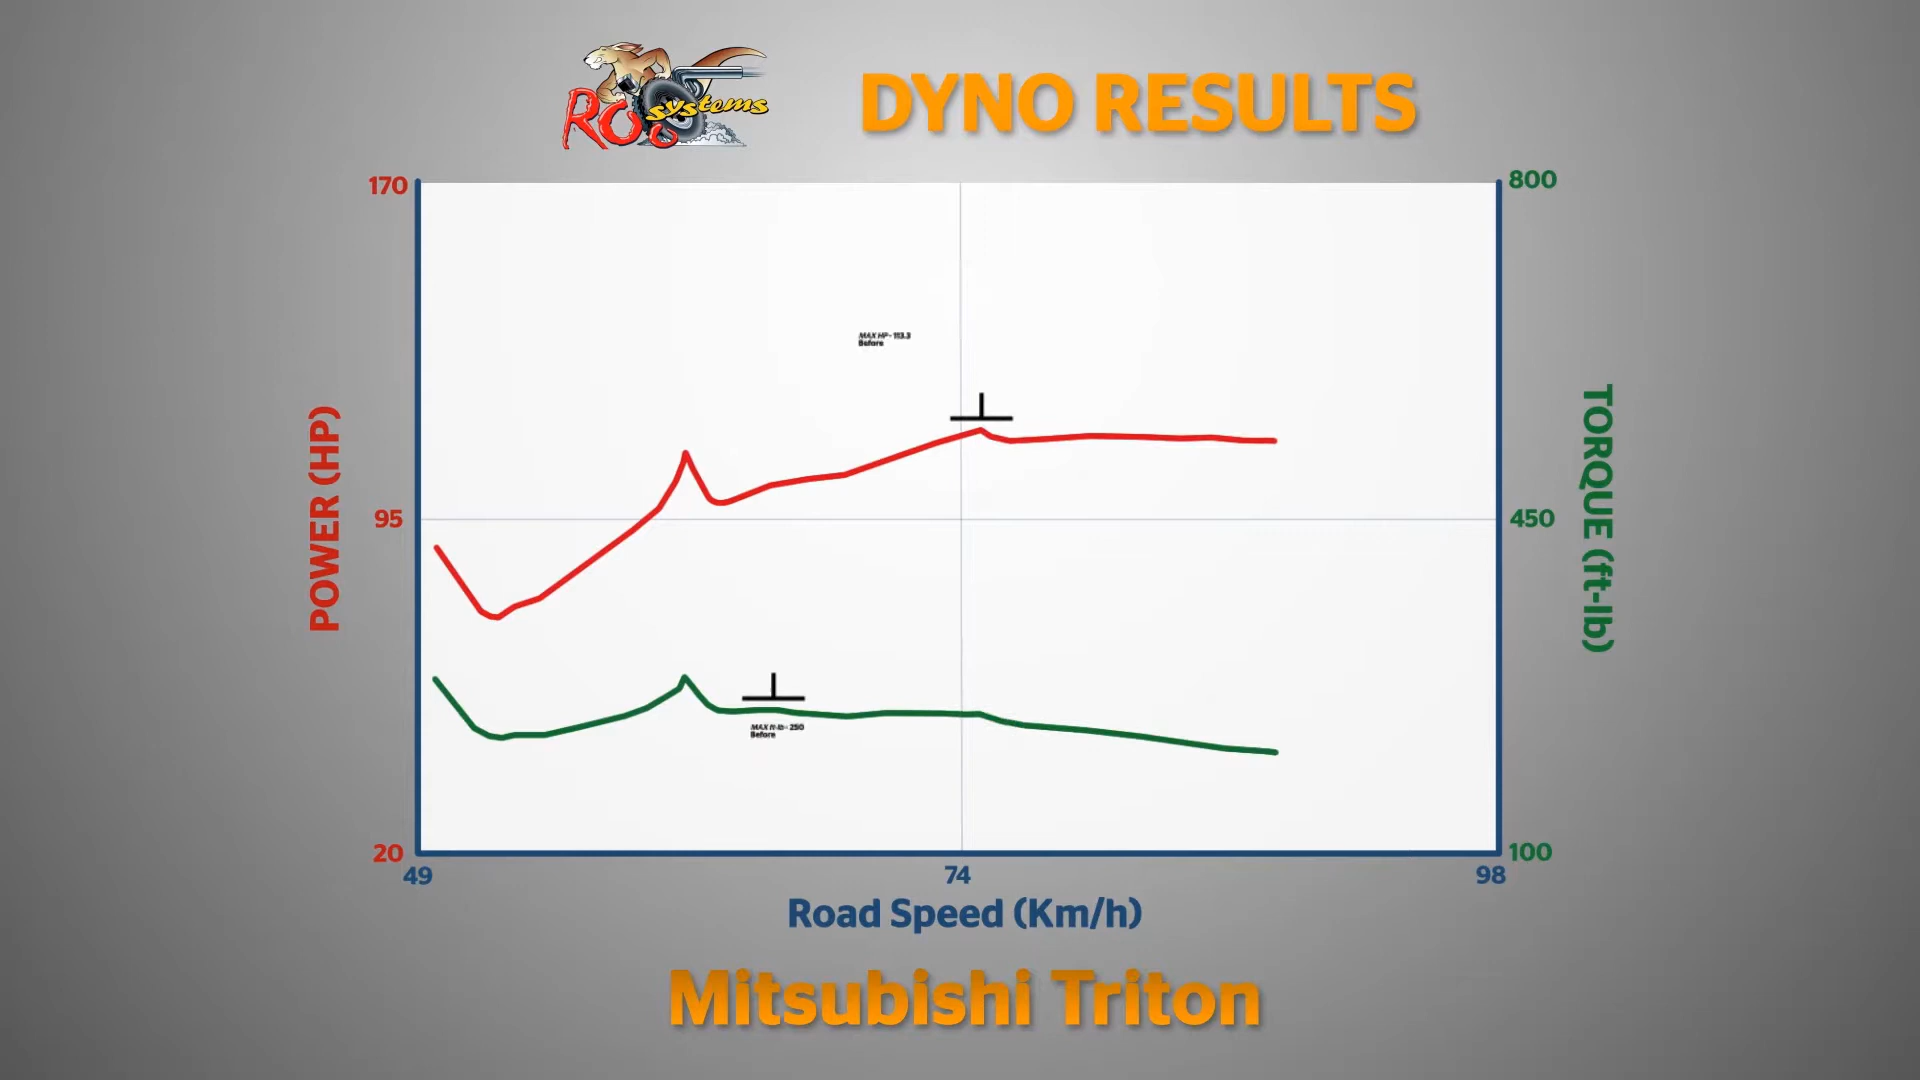 Roo systems
DYNO RESULTS
170
800
MAX HP - 113.3
Before
POWER (HP)
TORQUE (ft-lb)
95
450
MAX ft-lb - 250
Before
20
100
49
74
98
Road Speed (Km/h)
Mitsubishi Triton